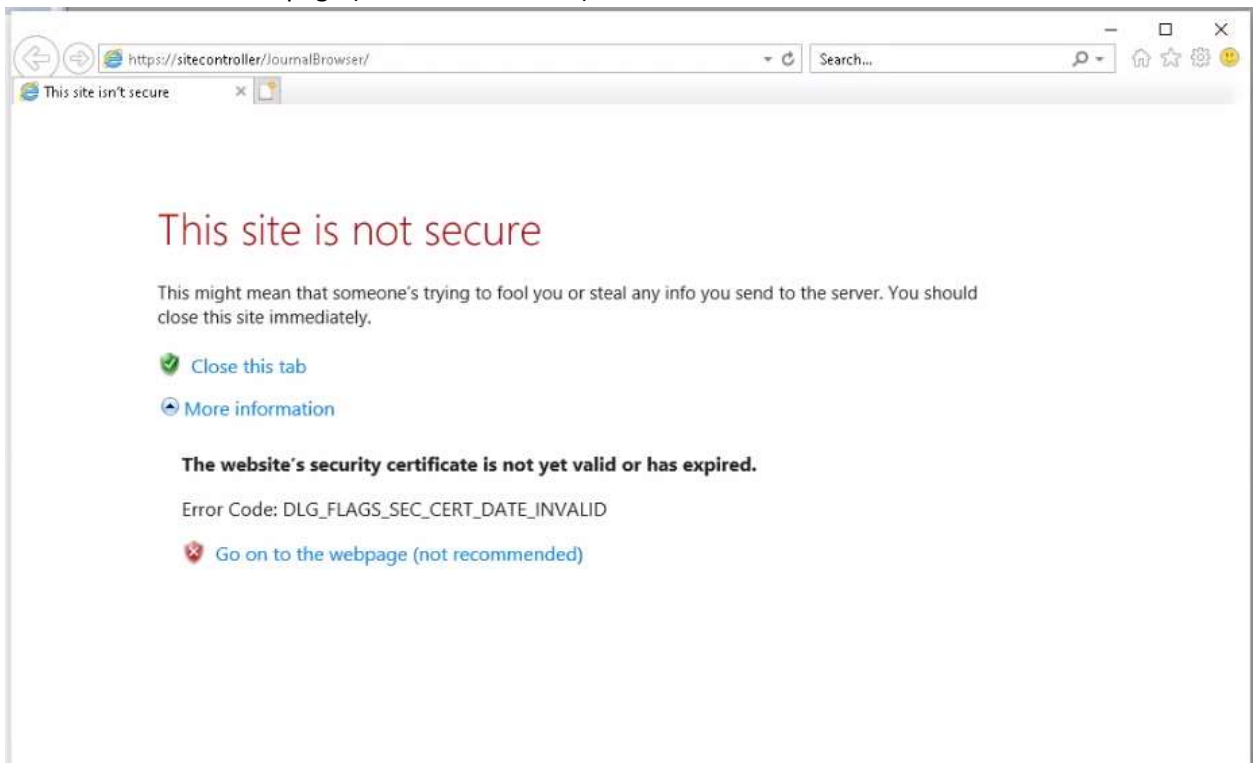 https://sitecontroller/JournalBrowser/
Search...
This site isn't secure
This site is not secure
This might mean that someone's trying to fool you or steal any info you send to the server. You should
close this site immediately.
Close this tab
More information
The website's security certificate is not yet valid or has expired.
Error Code: DLG_FLAGS_SEC_CERT_DATE_INVALID
Go on to the webpage (not recommended)